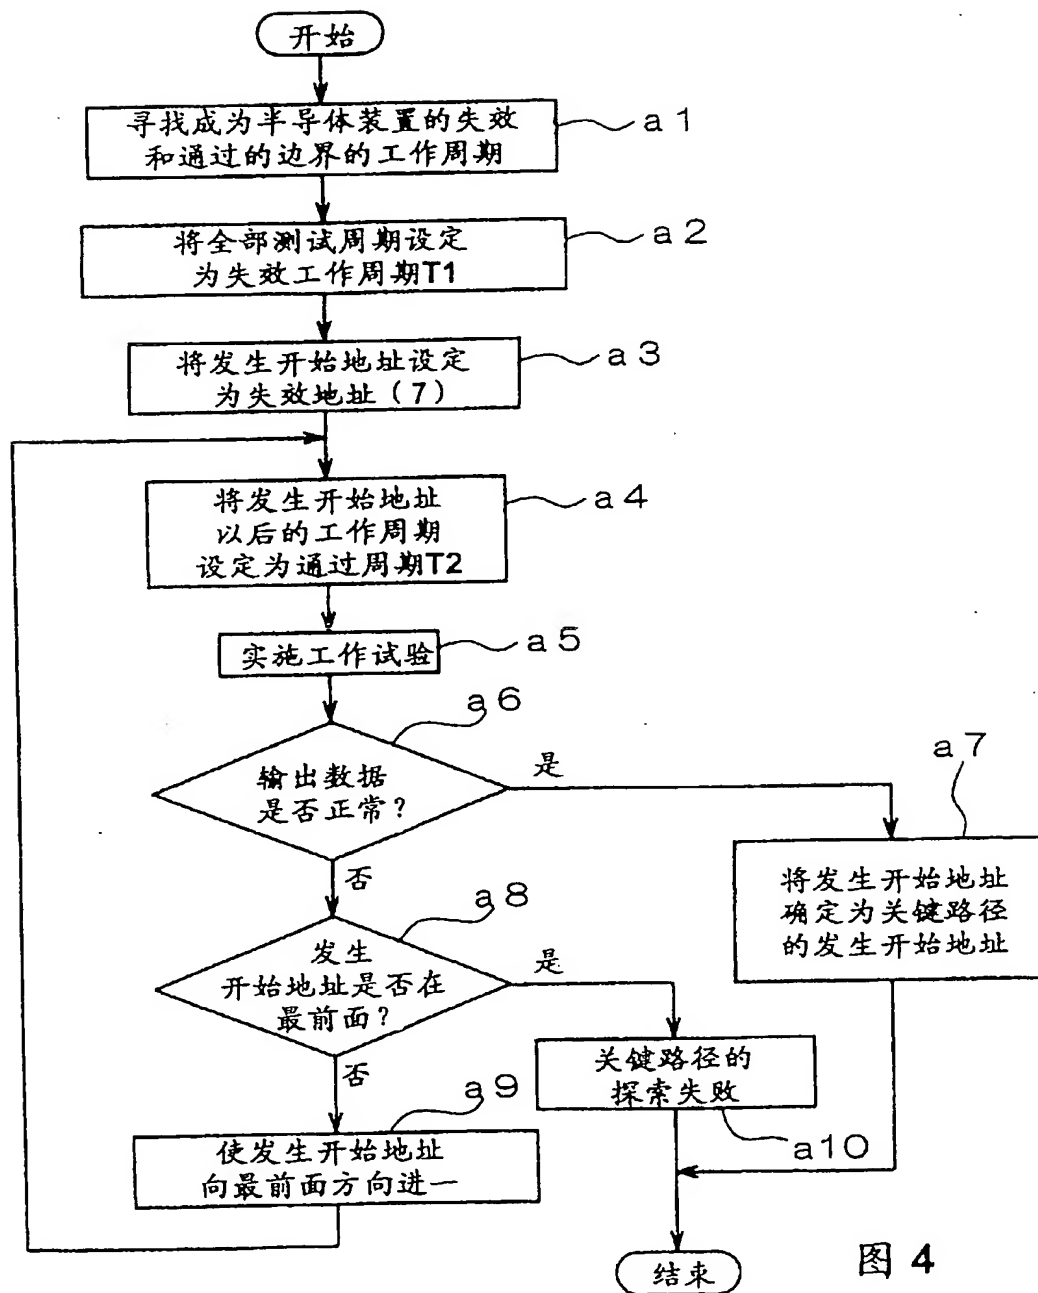 开始
寻找成为半导体装置的失效
和通过的边界的工作周期
a1
将全部测试周期设定
为失效工作周期T1
a2
将发生开始地址设定
为失效地址（7）
a3
将发生开始地址
以后的工作周期
设定为通过周期T2
a4
实施工作试验
a5
a6
输出数据
是否正常？
是
a7
将发生开始地址
确定为关键路径
的发生开始地址
否
a8
发生
开始地址是否在
最前面？
是
关键路径的
探索失败
a10
否
a9
使发生开始地址
向最前面方向进一
结束
图 4